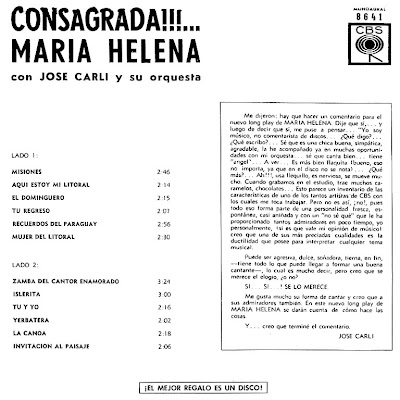 CONSAGRADA!!!...
MARIA HELENA
con JOSE CARLI y su orquesta
MUNDAURAL
8641
CBS
LADO 1:
MISIONES 2:46
AQUI ESTOY MI LITORAL 2:14
EL DOMINGUERO 2:15
TU REGRESO 2:07
RECUERDOS DEL PARAGUAY 2:56
MUJER DEL LITORAL 2:30
LADO 2:
ZAMBA DEL CANTOR ENAMORADO 3:24
ISLERITA 3:00
TU Y YO 2:16
YERBATERA 2:02
LA CANOA 2:18
INVITACION AL PAISAJE 2:06
Me dijeron: hay que hacer un comentario para el
nuevo long play de MARIA HELENA. Dije que sí,... y
luego de decir que sí, me puse a pensar... "Yo soy
músico, no comentarista de discos... ¿Qué digo?...
¿Qué escribo?... Sé que es una chica buena, simpática,
agradable, la he acompañado ya en muchas oportuni-
dades con mi orquesta... sé que canta bien... tiene
"angel"... A ver... Es más bien flaquita (bueno, eso
no importa, ya que en el disco no se nota)... ¿Qué
más?... Ah!!!, usa flequillo, es nerviosa, se mueve mu-
cho. Cuando grabamos en el estudio, trae muchos ca-
ramelos, chocolates... Esto parece un inventario de las
características de uno de los tantos artistas de CBS con
los cuales me toca trabajar. Pero no es así, ¡no!, pues
todo eso forma parte de una personalidad fresca, es-
pontánea, casi aniñada y con un "no sé qué" que le ha
proporcionado tantos admiradores en poco tiempo, yo
personalmente, (si es que vale mi opinión de músico)
creo que una de sus más preciadas cualidades es la
ductilidad que posee para interpretar cualquier tema
musical.
Puede ser agresiva, dulce, soñadora, tierna, en fin,
—tiene todo lo que puede llegar a formar una buena
cantante—, lo cual es mucho decir, pero creo que se
merece el elogio, ¿o no?
SI... SI...! SE LO MERECE.
Me gusta mucho su forma de cantar y creo que a
sus admiradores también. En este nuevo long play de
MARIA HELENA se darán cuenta de cómo hace las
cosas.
Y... creo que terminé el comentario.
JOSE CARLI
¡EL MEJOR REGALO ES UN DISCO!